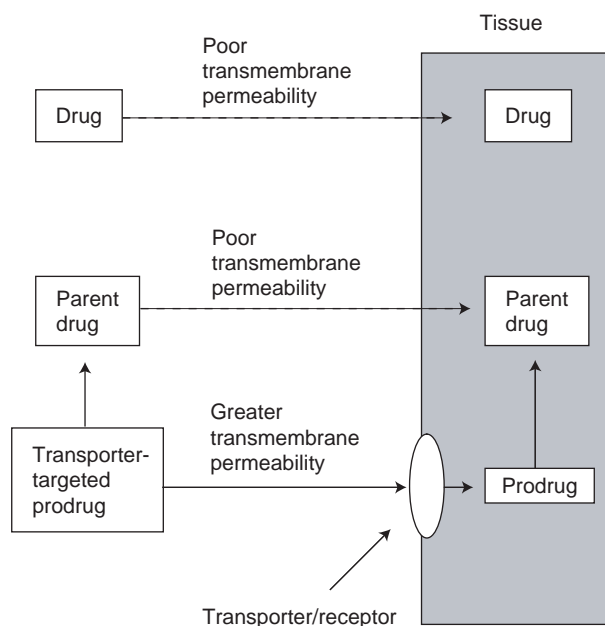 Tissue
Poor
transmembrane
permeability
Drug
Drug
Poor
transmembrane
permeability
Parent
drug
Parent
drug
Greater
transmembrane
permeability
Transporter-
targeted
prodrug
Prodrug
Transporter/receptor